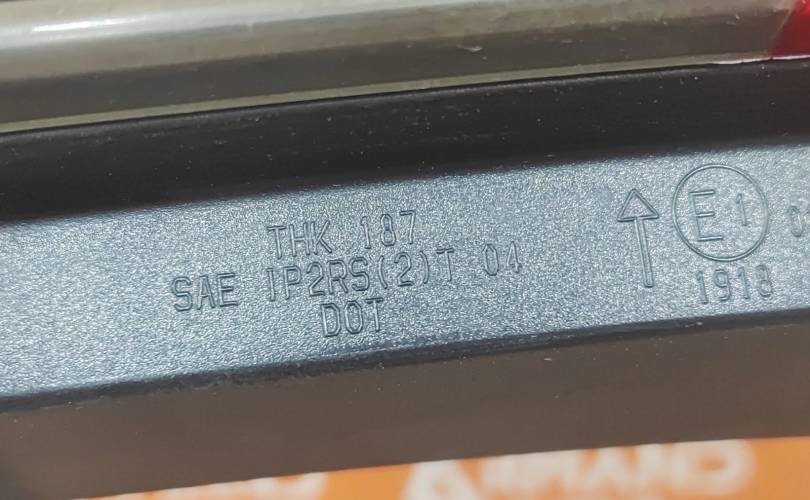 THK 187
SAE IP2RS(2)T 04
DOT
E1
1918